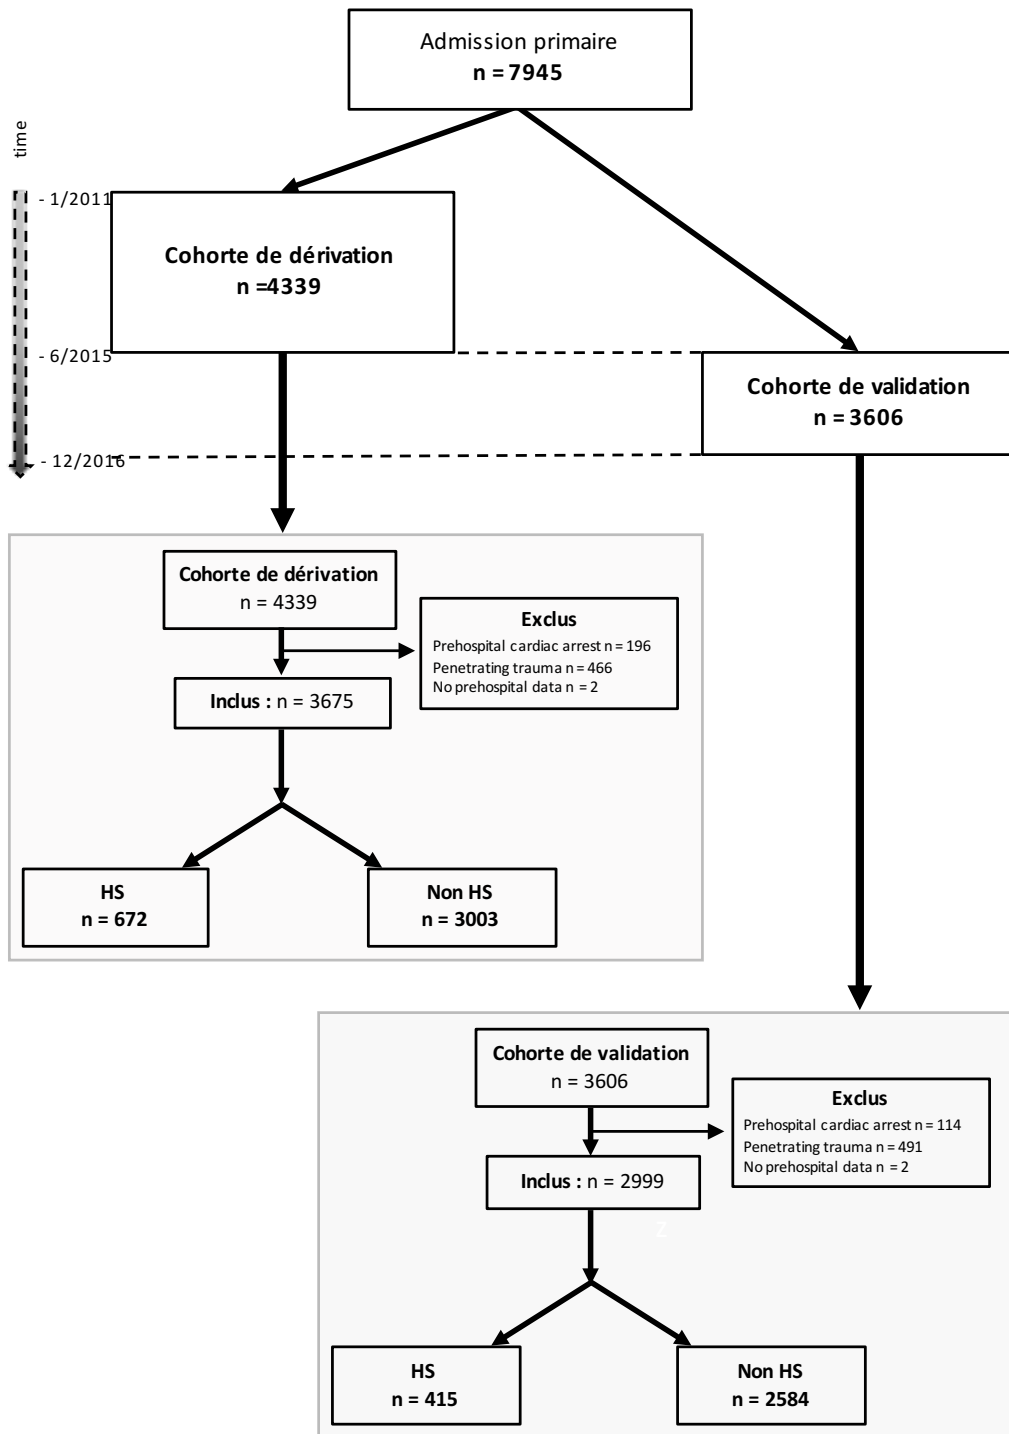 Admission primaire
n = 7945
time
- 1/2011
Cohorte de dérivation
n =4339
- 6/2015
Cohorte de validation
n = 3606
- 12/2016
Cohorte de dérivation
n = 4339
Exclus
Prehospital cardiac arrest n = 196
Penetrating trauma n = 466
No prehospital data n = 2
Inclus : n = 3675
HS
n = 672
Non HS
n = 3003
Cohorte de validation
n = 3606
Exclus
Prehospital cardiac arrest n = 114
Penetrating trauma n = 491
No prehospital data n = 2
Inclus : n = 2999
Z
HS
n = 415
Non HS
n = 2584